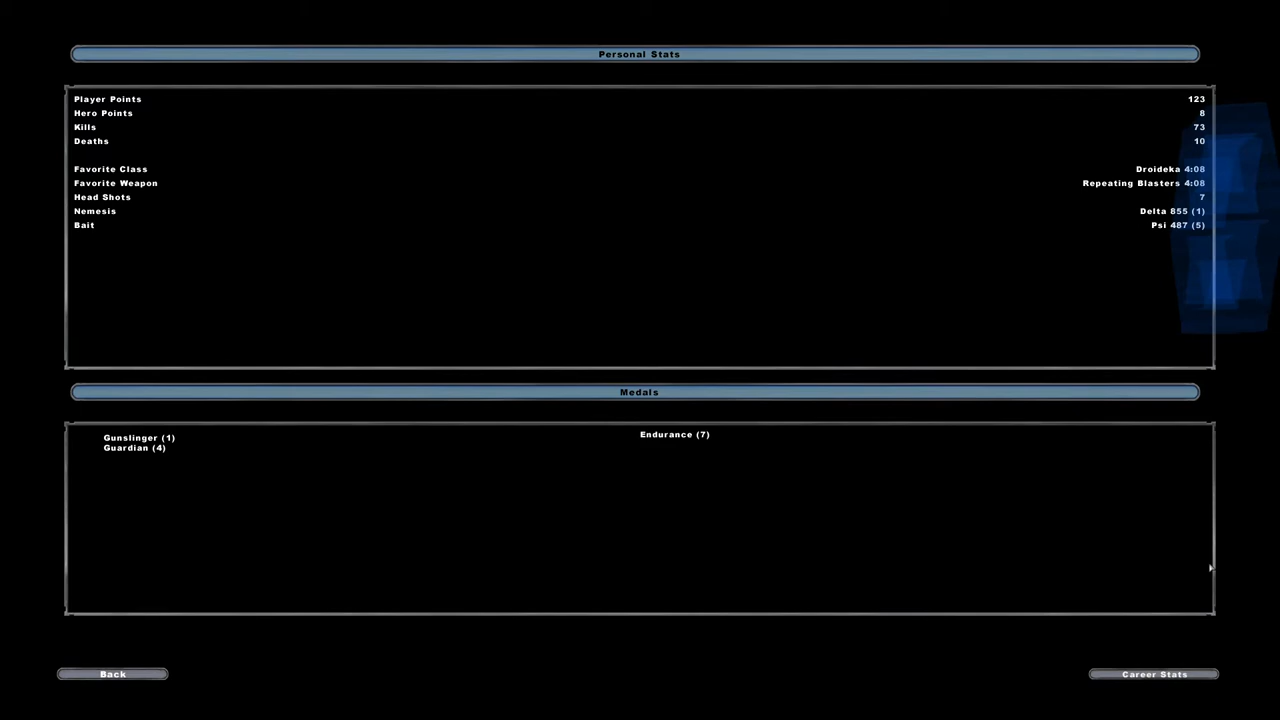 Personal Stats
Player Points 123
Hero Points 8
Kills 73
Deaths 10
Favorite Class Droideka 4:08
Favorite Weapon Repeating Blasters 4:08
Head Shots 7
Nemesis Delta 855 (1)
Bait Psi 487 (5)
Medals
Gunslinger (1) Endurance (7)
Guardian (4)
Back Career Stats